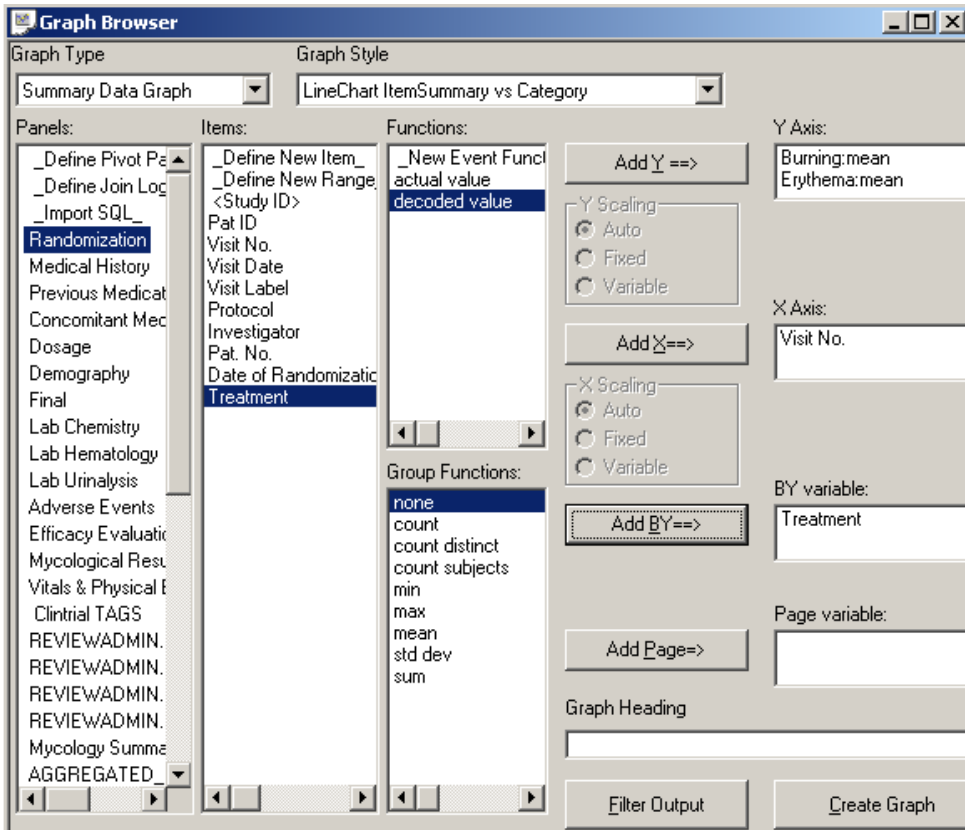 Graph Browser
Graph Type
Graph Style
Summary Data Graph
LineChart ItemSummary vs Category
Panels:
_Define Pivot Pa
_Define Join Log
_Import SQL_
Randomization
Medical History
Previous Medicat
Concomitant Med
Dosage
Demography
Final
Lab Chemistry
Lab Hematology
Lab Urinalysis
Adverse Events
Efficacy Evaluatic
Mycological Resu
Vitals & Physical E
Clintrial TAGS
REVIEWADMIN.
REVIEWADMIN.
REVIEWADMIN.
REVIEWADMIN.
Mycology Summa
AGGREGATED_
Items:
_Define New Item_
_Define New Range_
<Study ID>
Pat ID
Visit No.
Visit Date
Visit Label
Protocol
Investigator
Pat. No.
Date of Randomizatic
Treatment
Functions:
_New Event Funct
actual value
decoded value
Group Functions:
none
count
count distinct
count subjects
min
max
mean
std dev
sum
Add Y ==>
Y Scaling
Auto
Fixed
Variable
Add X==>
X Scaling
Auto
Fixed
Variable
Add BY==>
Add Page=>
Y Axis:
Burning:mean
Erythema:mean
X Axis:
Visit No.
BY variable:
Treatment
Page variable:
Graph Heading
Filter Output
Create Graph